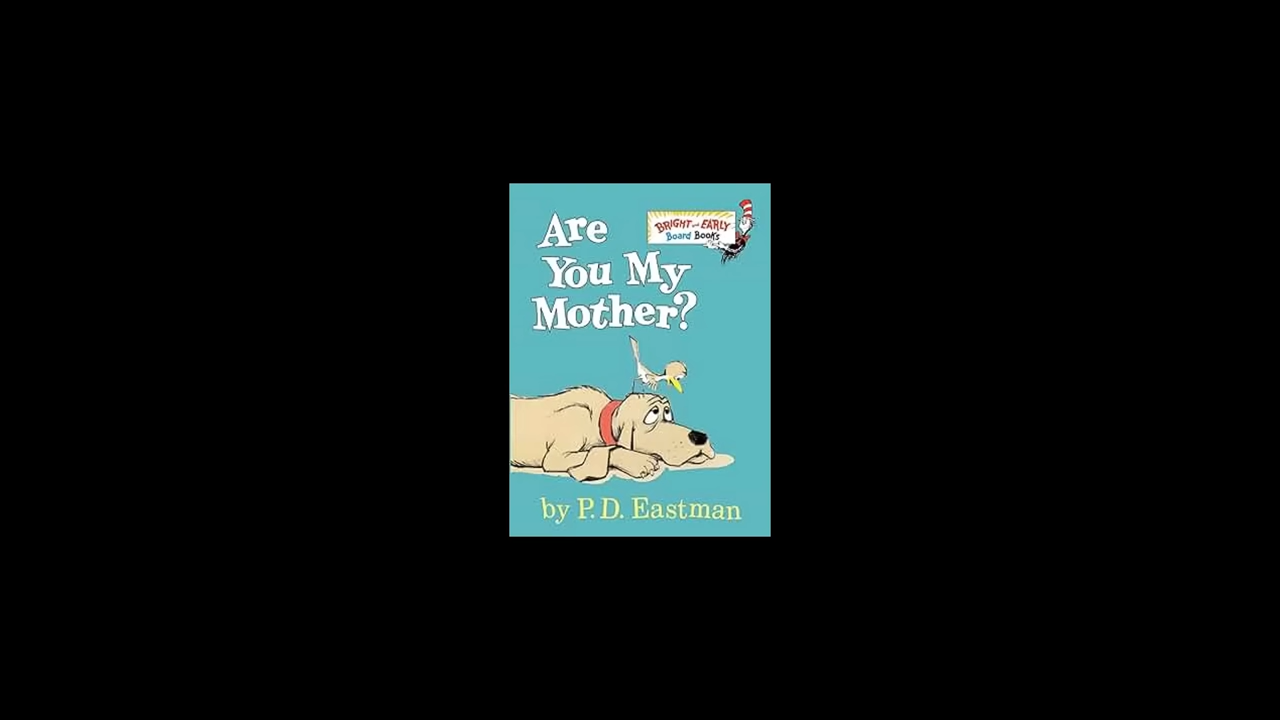 Are
You My
Mother?
BRIGHT and EARLY
Board Books
by P.D. Eastman